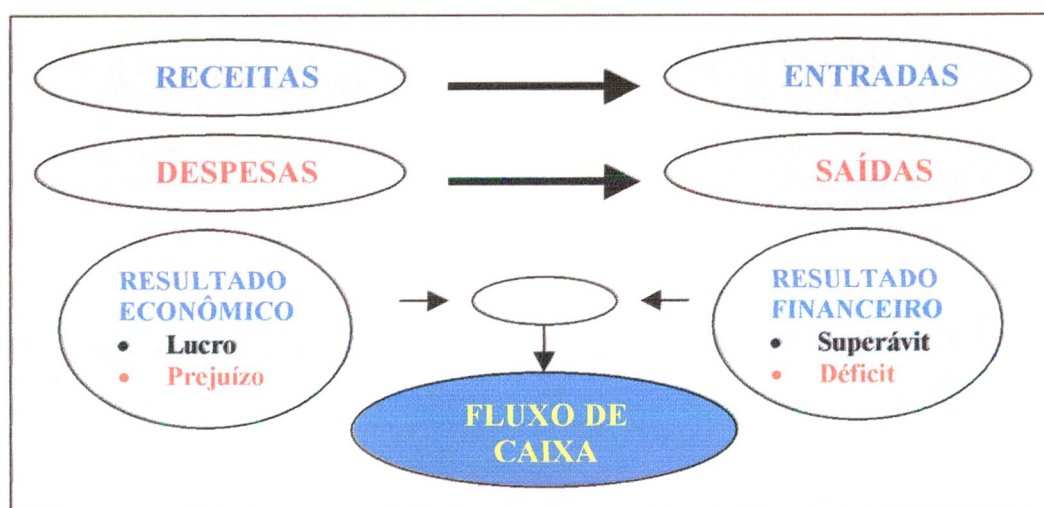 RECEITAS
ENTRADAS
DESPESAS
SAÍDAS
RESULTADO
ECONÔMICO
• Lucro
• Prejuízo
RESULTADO
FINANCEIRO
• Superávit
• Déficit
FLUXO DE
CAIXA